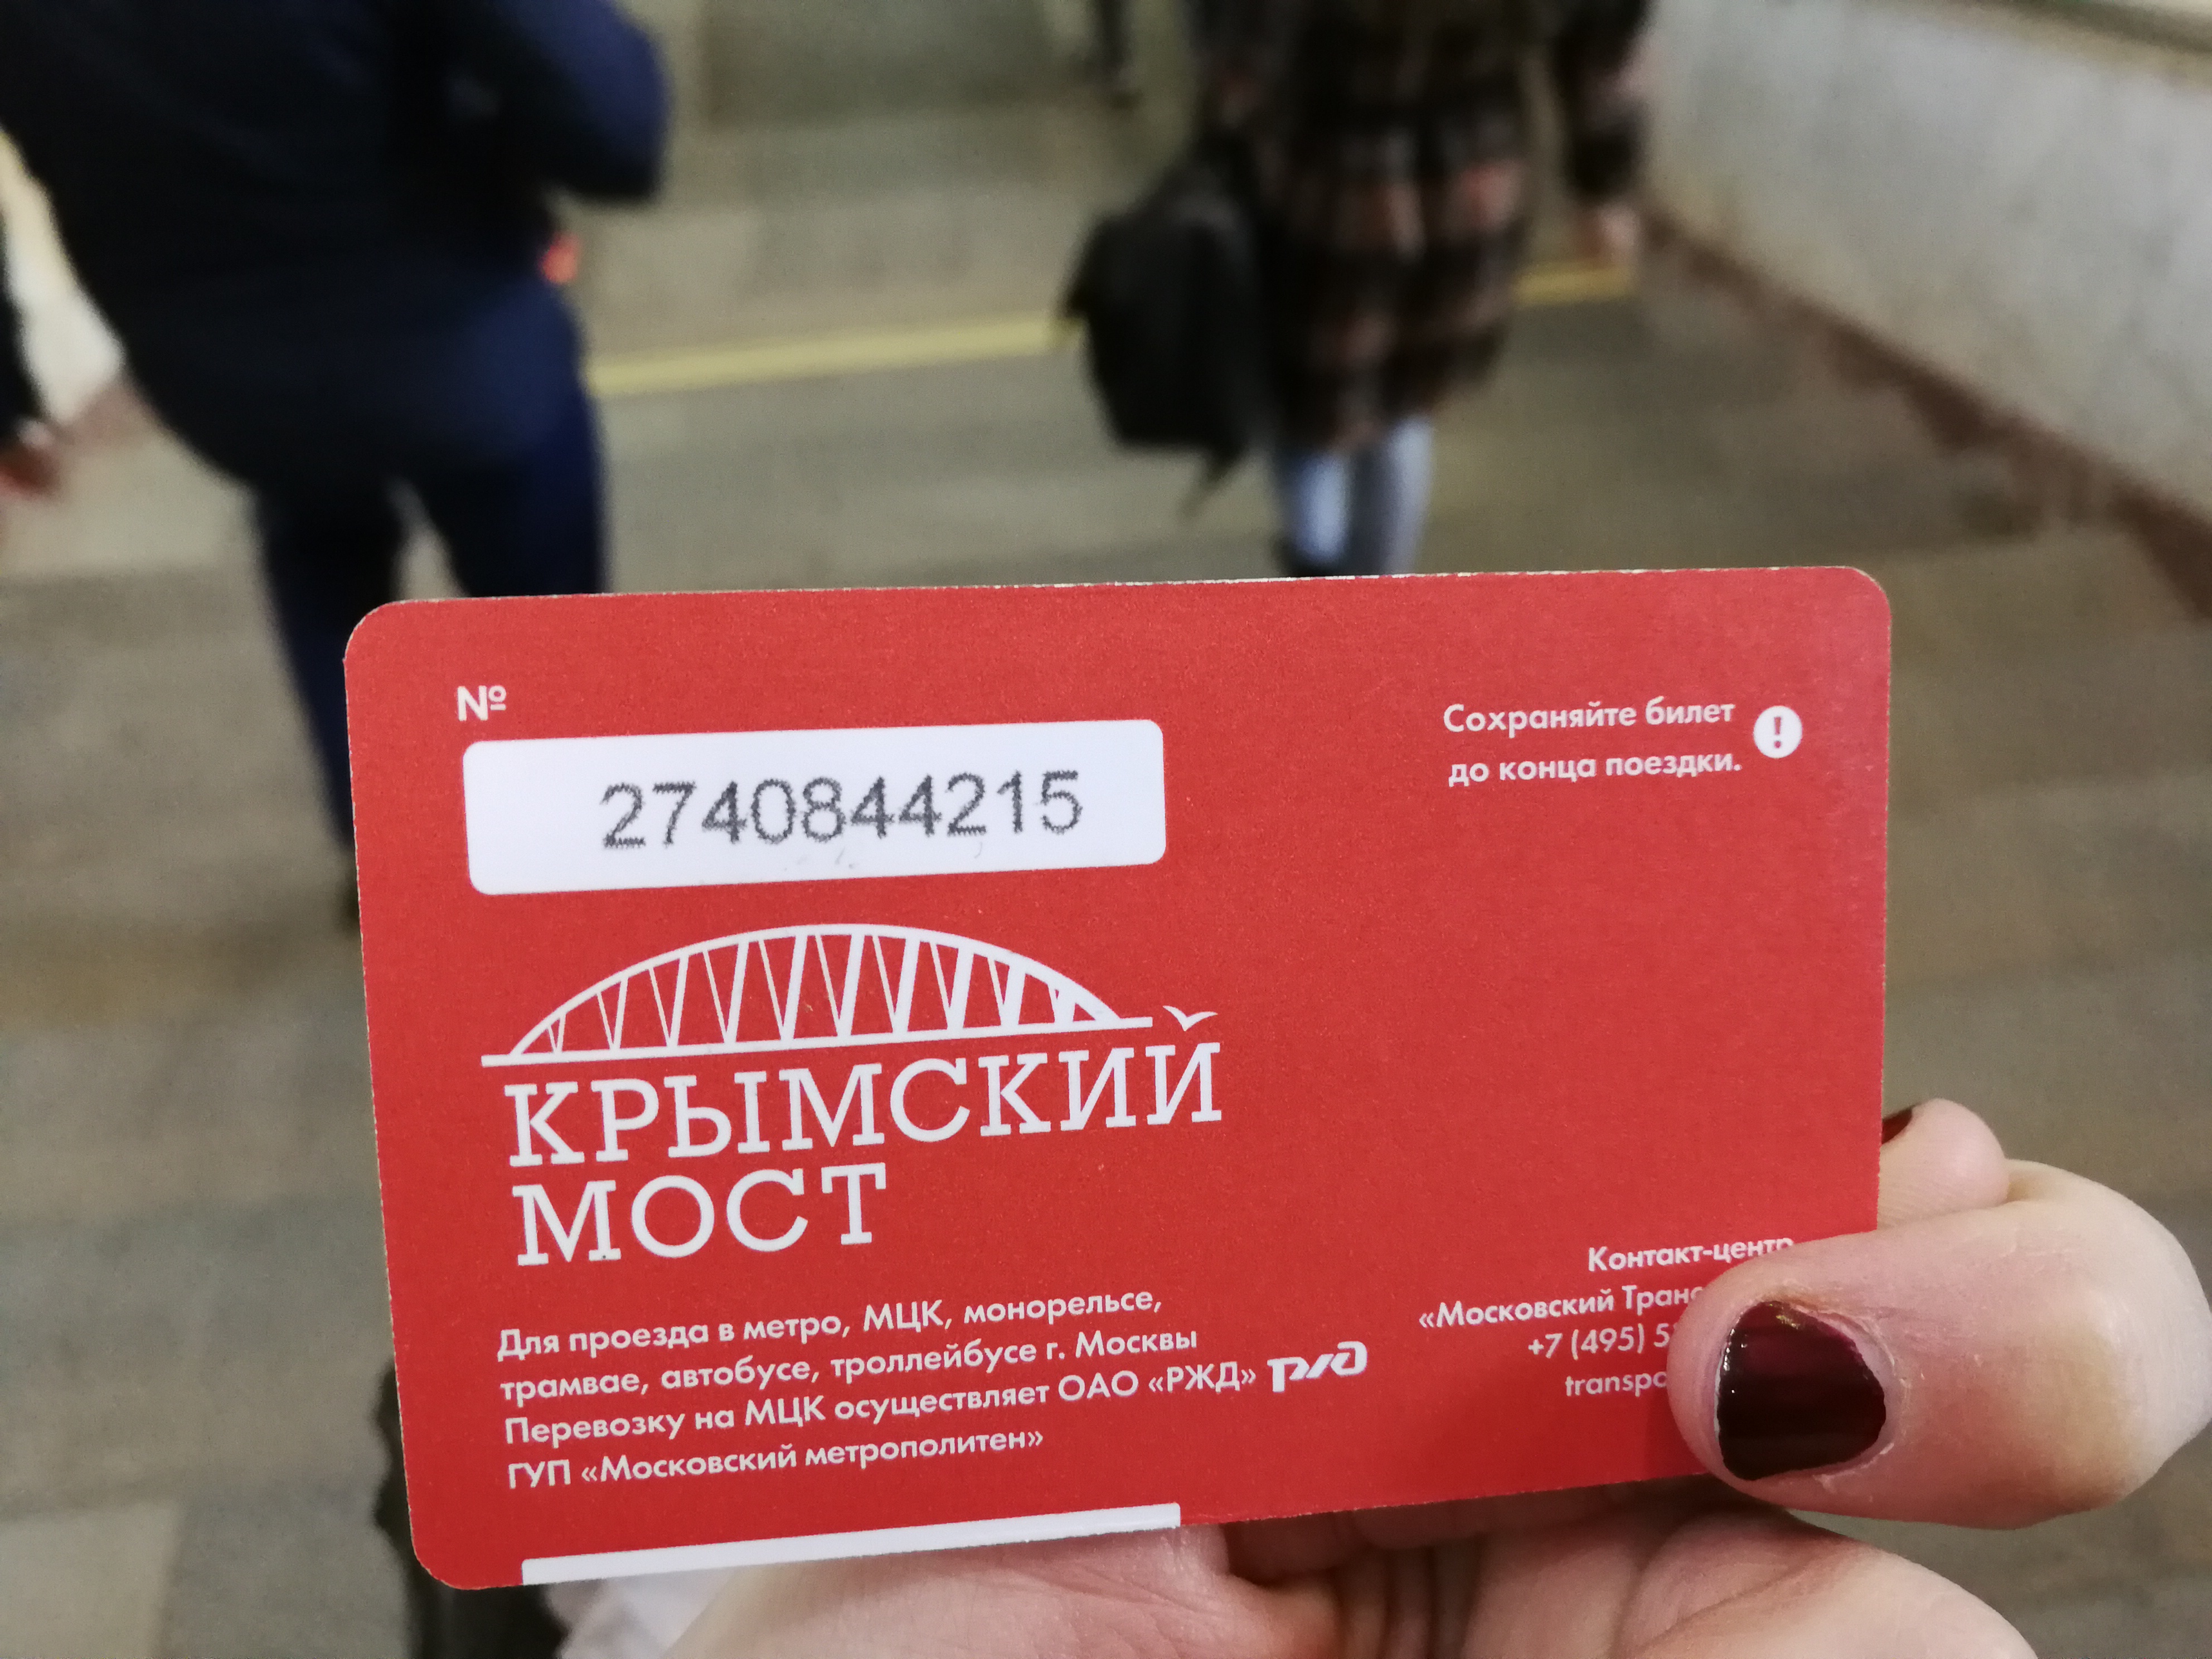 №
2740844215
Сохраняйте билет
до конца поездки.
КРЫМСКИЙ
МОСТ
Для проезда в метро, МЦК, монорельсе,
трамвае, автобусе, троллейбусе г. Москвы
Перевозку на МЦК осуществляет ОАО «РЖД» РЖД
ГУП «Московский метрополитен»
Контакт-центр
«Московский
+7 (495)